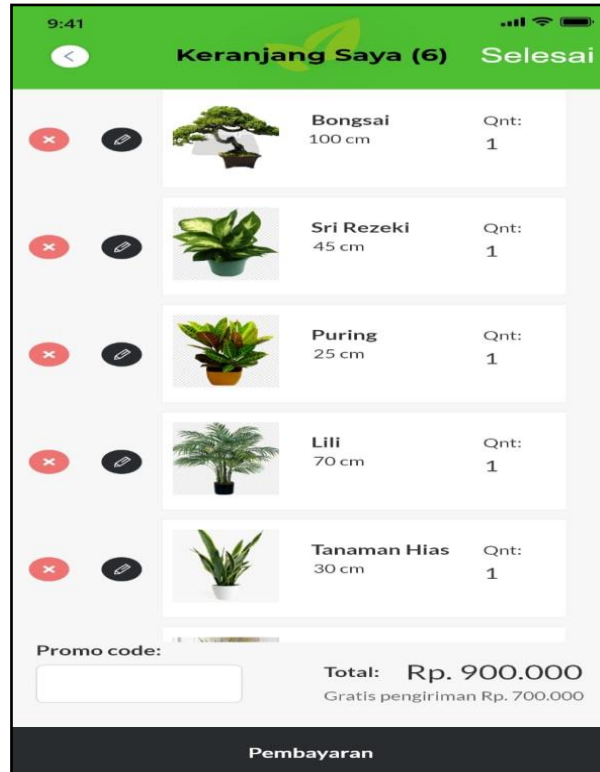 9:41
Keranjang Saya (6) Selesai
Bongsai Qnt:
100 cm 1
Sri Rezeki Qnt:
45 cm 1
Puring Qnt:
25 cm 1
Lili Qnt:
70 cm 1
Tanaman Hias Qnt:
30 cm 1
Promo code:
Total: Rp. 900.000
Gratis pengiriman Rp. 700.000
Pembayaran